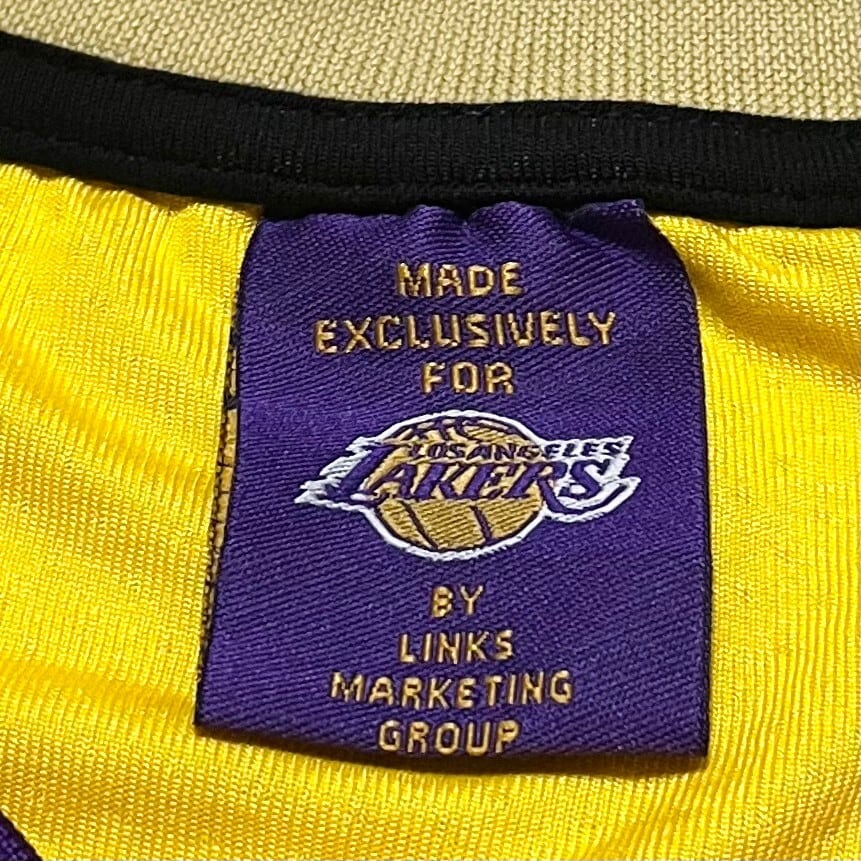 MADE
EXCLUSIVELY
FOR
LOS ANGELES
LAKERS
BY
LINKS
MARKETING
GROUP